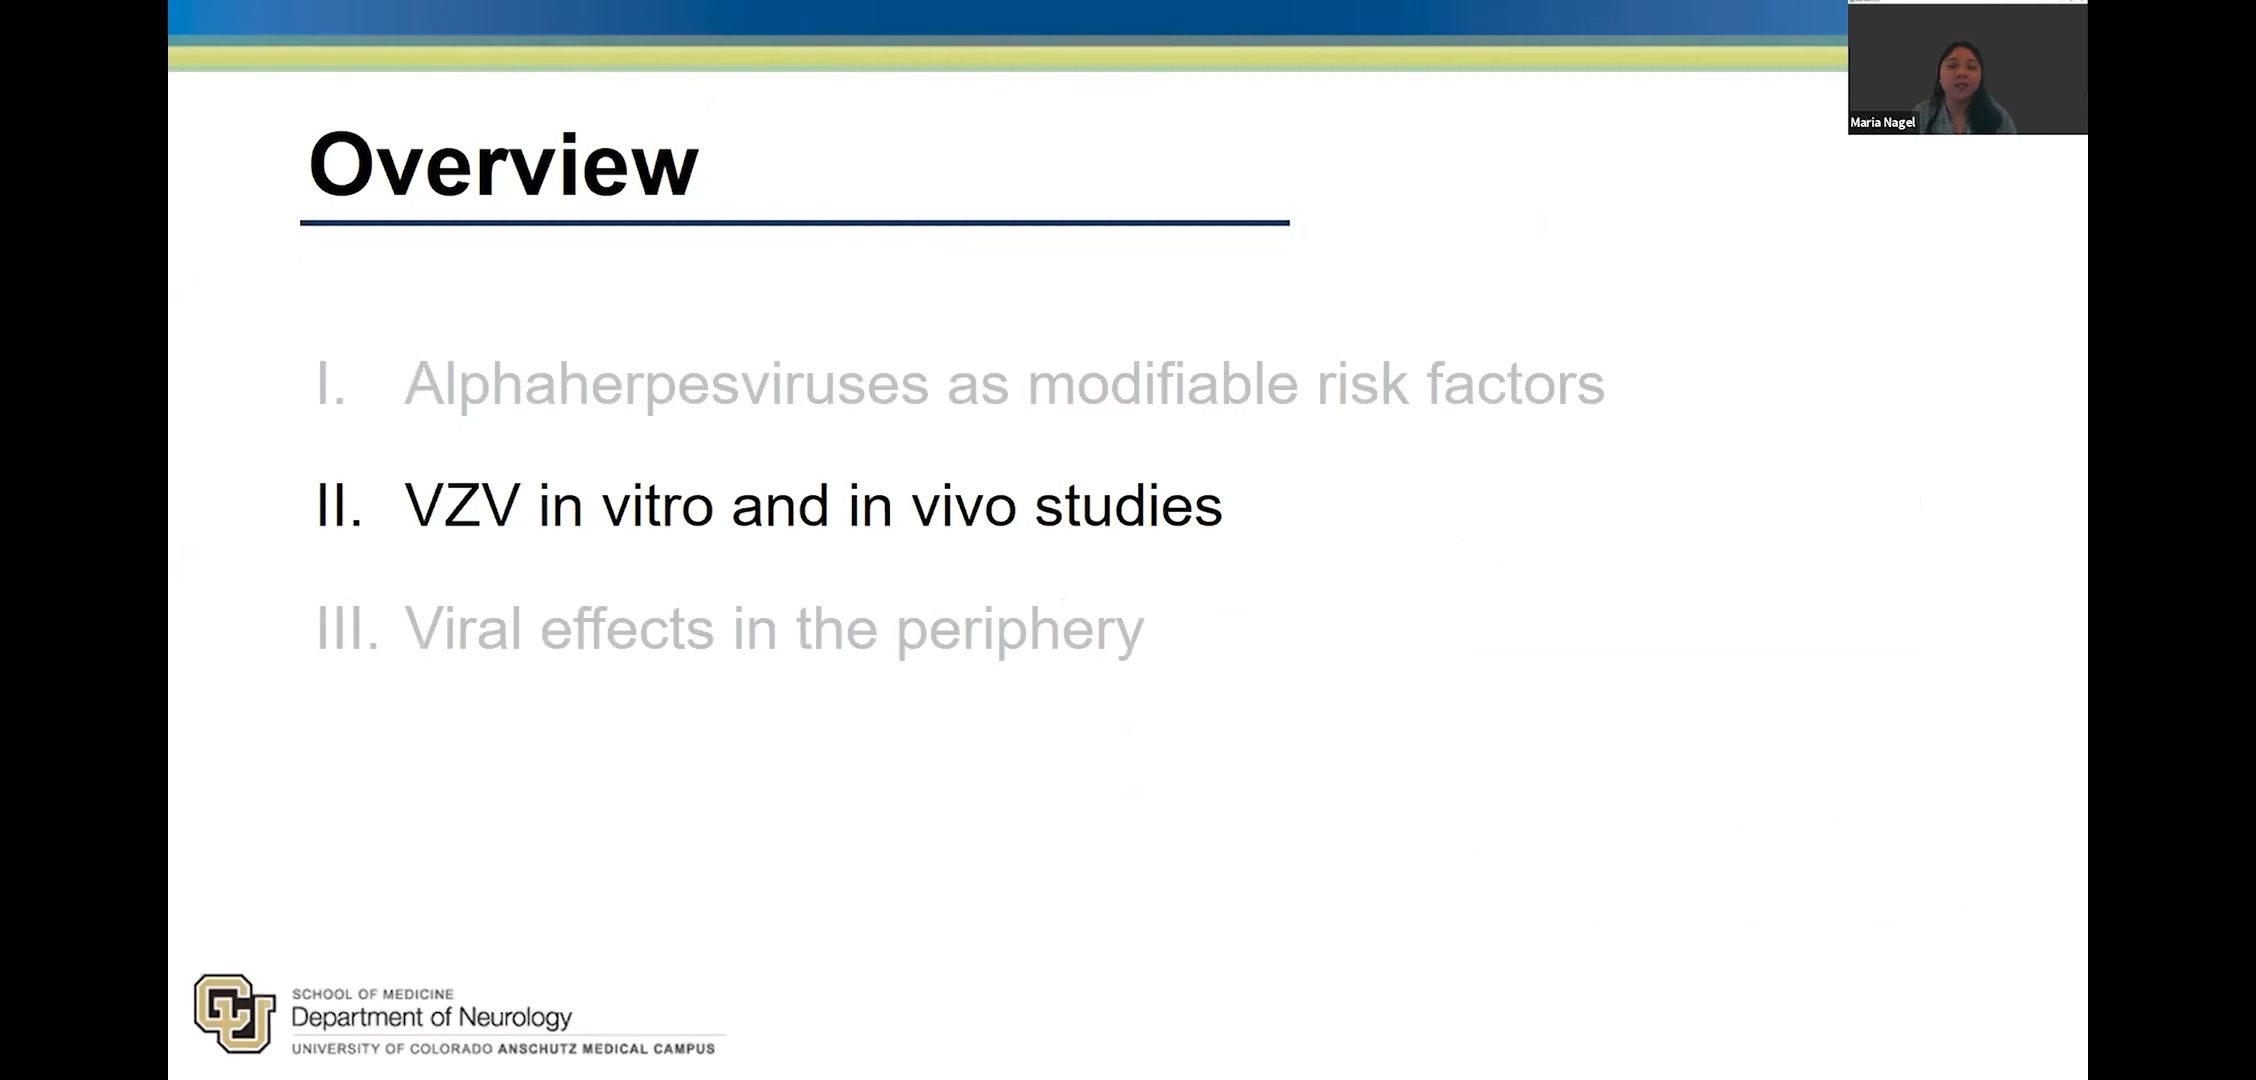 Maria Nagel
Overview
I. Alphaherpesviruses as modifiable risk factors
II. VZV in vitro and in vivo studies
III. Viral effects in the periphery
CU
SCHOOL OF MEDICINE
Department of Neurology
UNIVERSITY OF COLORADO ANSCHUTZ MEDICAL CAMPUS